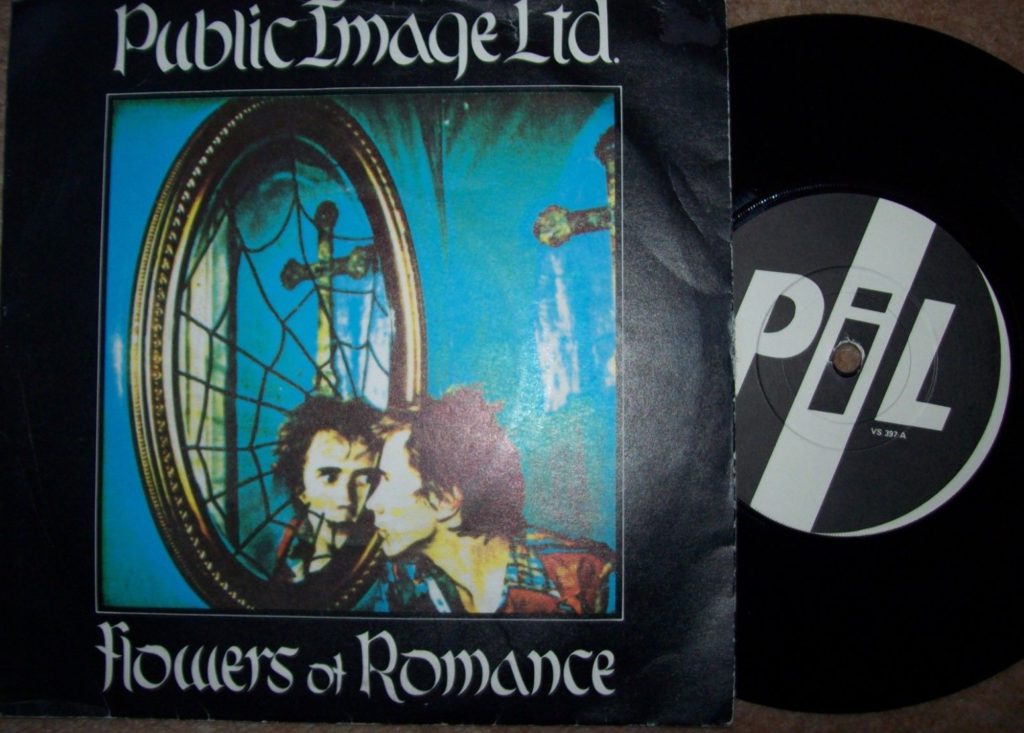 Public Image Ltd.
PiL
VS 397 A
Flowers of Romance